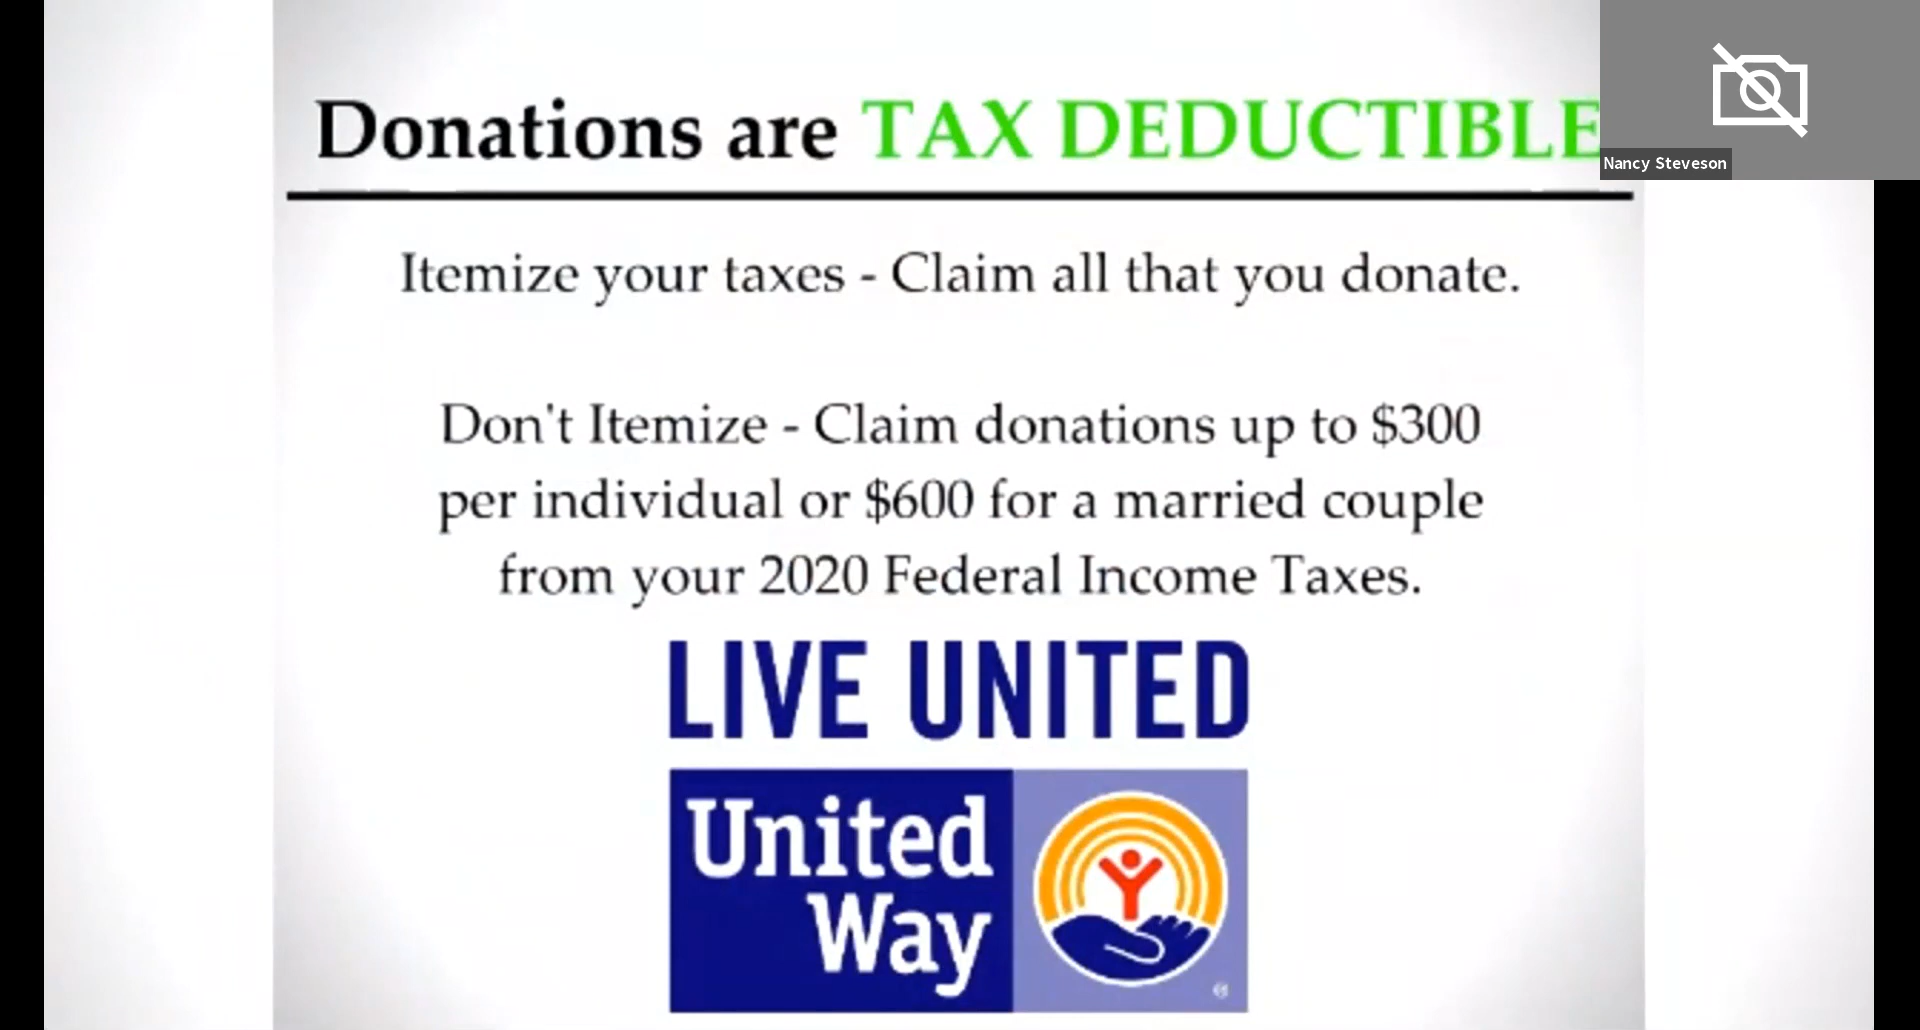 Donations are TAX DEDUCTIBLE
Nancy Steveson
Itemize your taxes - Claim all that you donate.
Don't Itemize - Claim donations up to $300
per individual or $600 for a married couple
from your 2020 Federal Income Taxes.
LIVE UNITED
United
Way
®